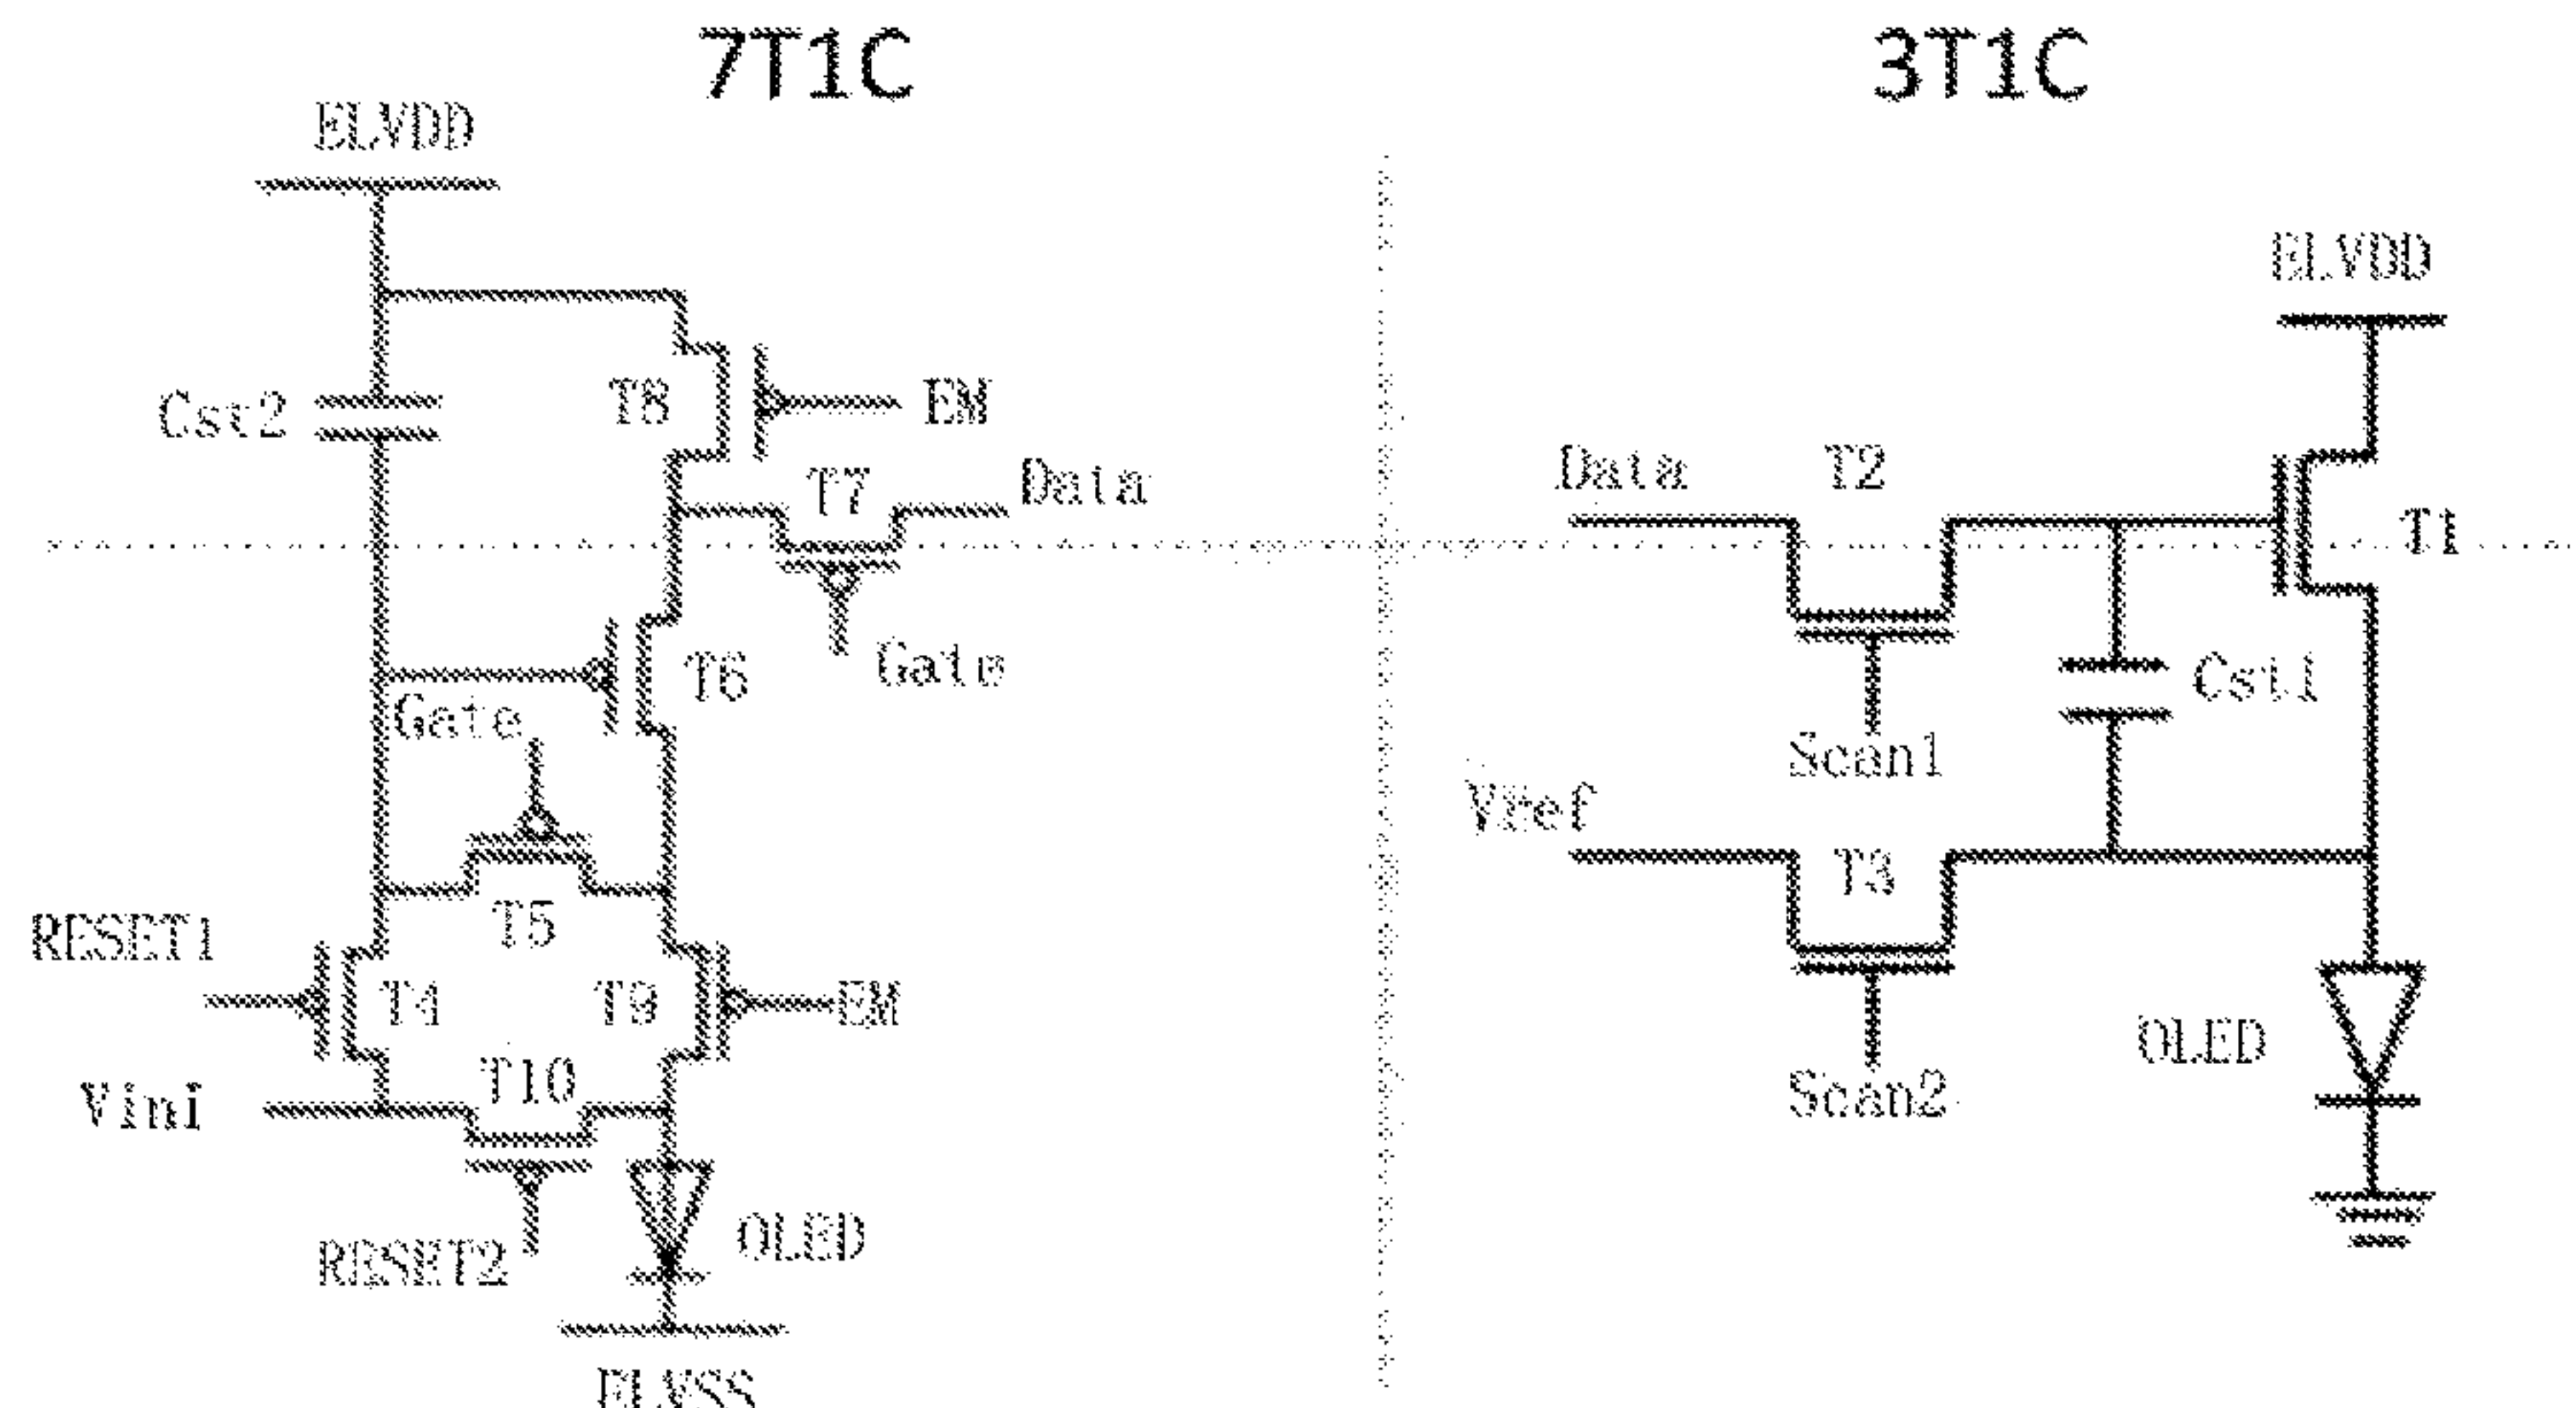 7T1C
ELVDD
Cst2
T8
EM
T7
Data
Gate
T6
Gate
T5
RESET1
T4
T9
EM
Vini
T10
RESET2
OLED
ELVSS
3T1C
ELVDD
Data
T2
T1
Scan1
Cst1
Vref
T3
Scan2
OLED